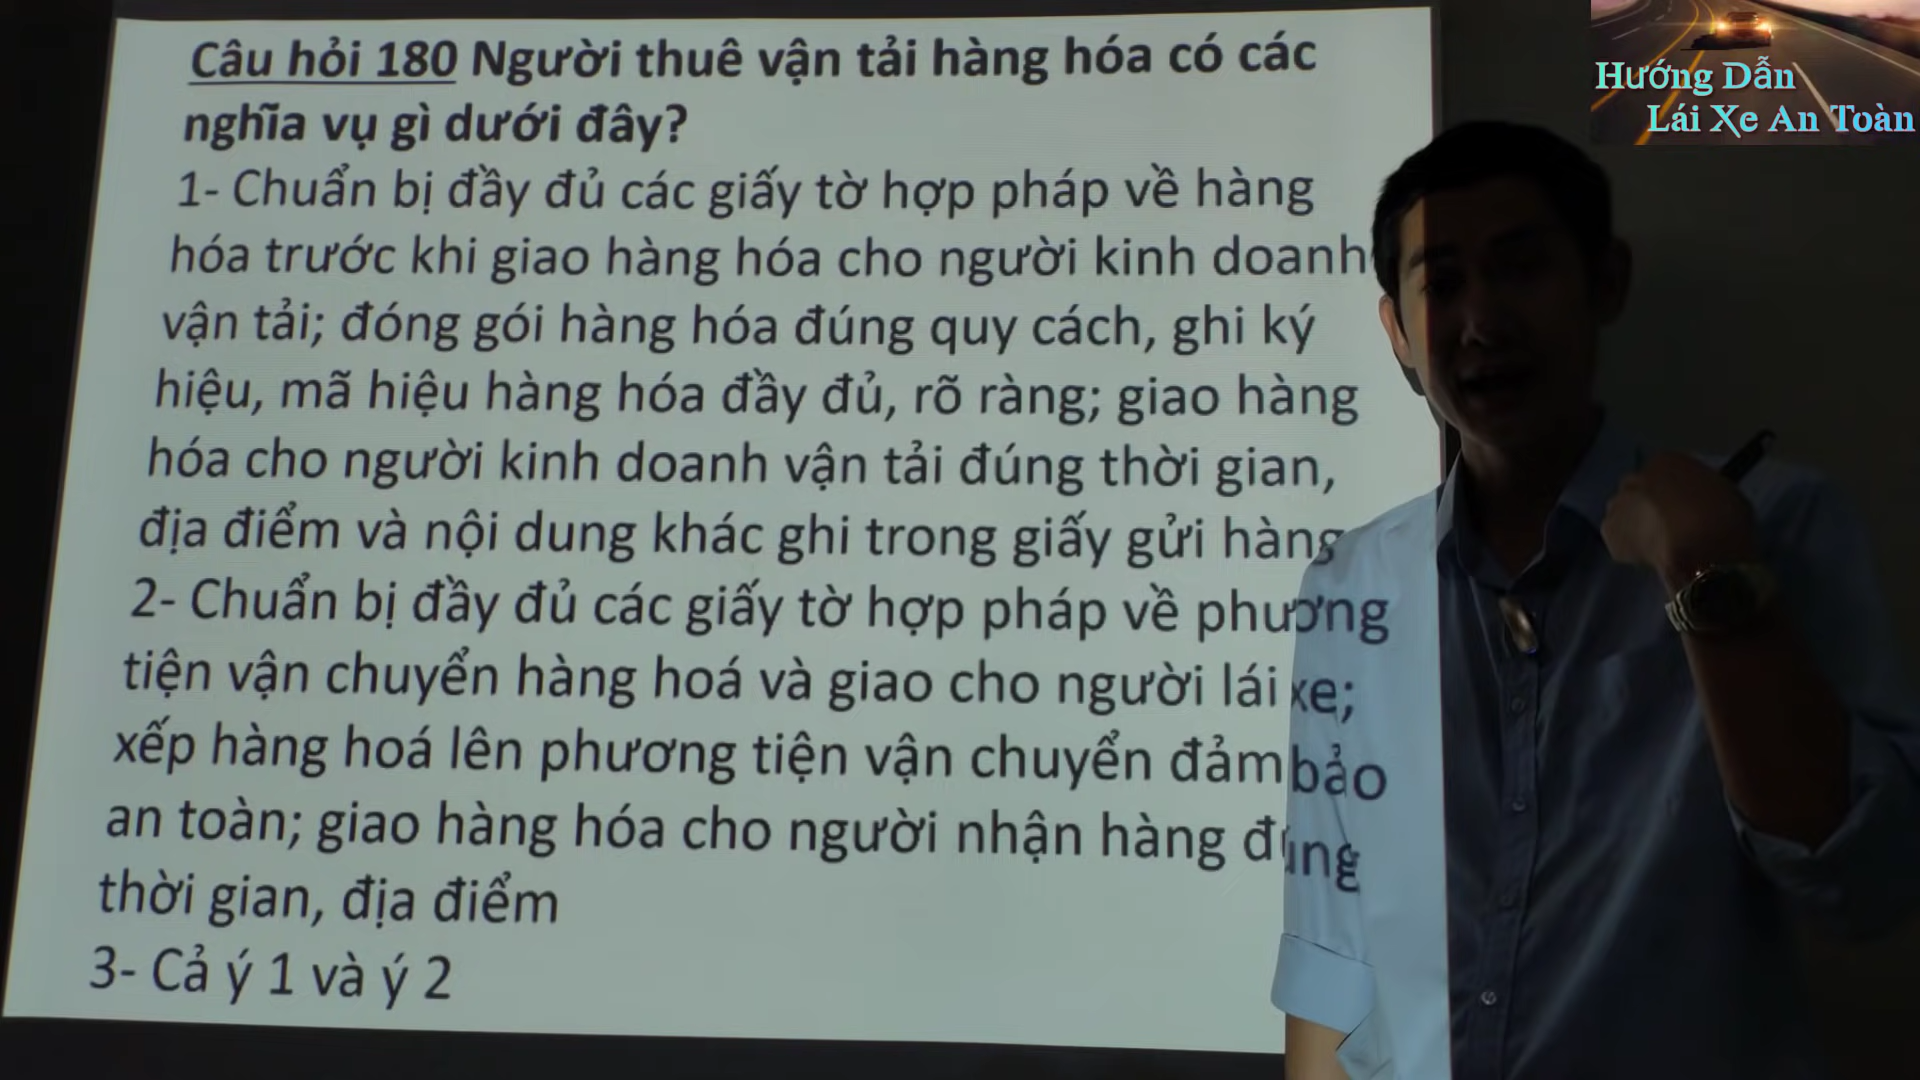 Câu hỏi 180 Người thuê vận tải hàng hóa có các
nghĩa vụ gì dưới đây?
1- Chuẩn bị đầy đủ các giấy tờ hợp pháp về hàng
hóa trước khi giao hàng hóa cho người kinh doanh
vận tải; đóng gói hàng hóa đúng quy cách, ghi ký
hiệu, mã hiệu hàng hóa đầy đủ, rõ ràng; giao hàng
hóa cho người kinh doanh vận tải đúng thời gian,
địa điểm và nội dung khác ghi trong giấy gửi hàng
2- Chuẩn bị đầy đủ các giấy tờ hợp pháp về phương
tiện vận chuyển hàng hoá và giao cho người lái xe;
xếp hàng hoá lên phương tiện vận chuyển đảm bảo
an toàn; giao hàng hóa cho người nhận hàng đúng
thời gian, địa điểm
3- Cả ý 1 và ý 2
Hướng Dẫn
Lái Xe An Toàn